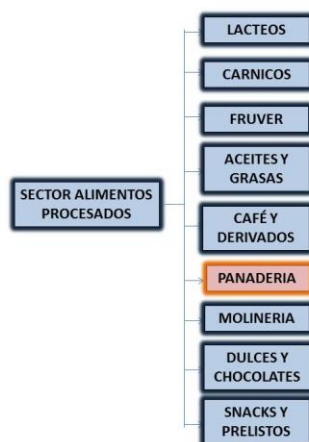 LACTEOS
CARNICOS
FRUVER
ACEITES Y
GRASAS
SECTOR ALIMENTOS
PROCESADOS
CAFÉ Y
DERIVADOS
PANADERIA
MOLINERIA
DULCES Y
CHOCOLATES
SNACKS Y
PRELISTOS